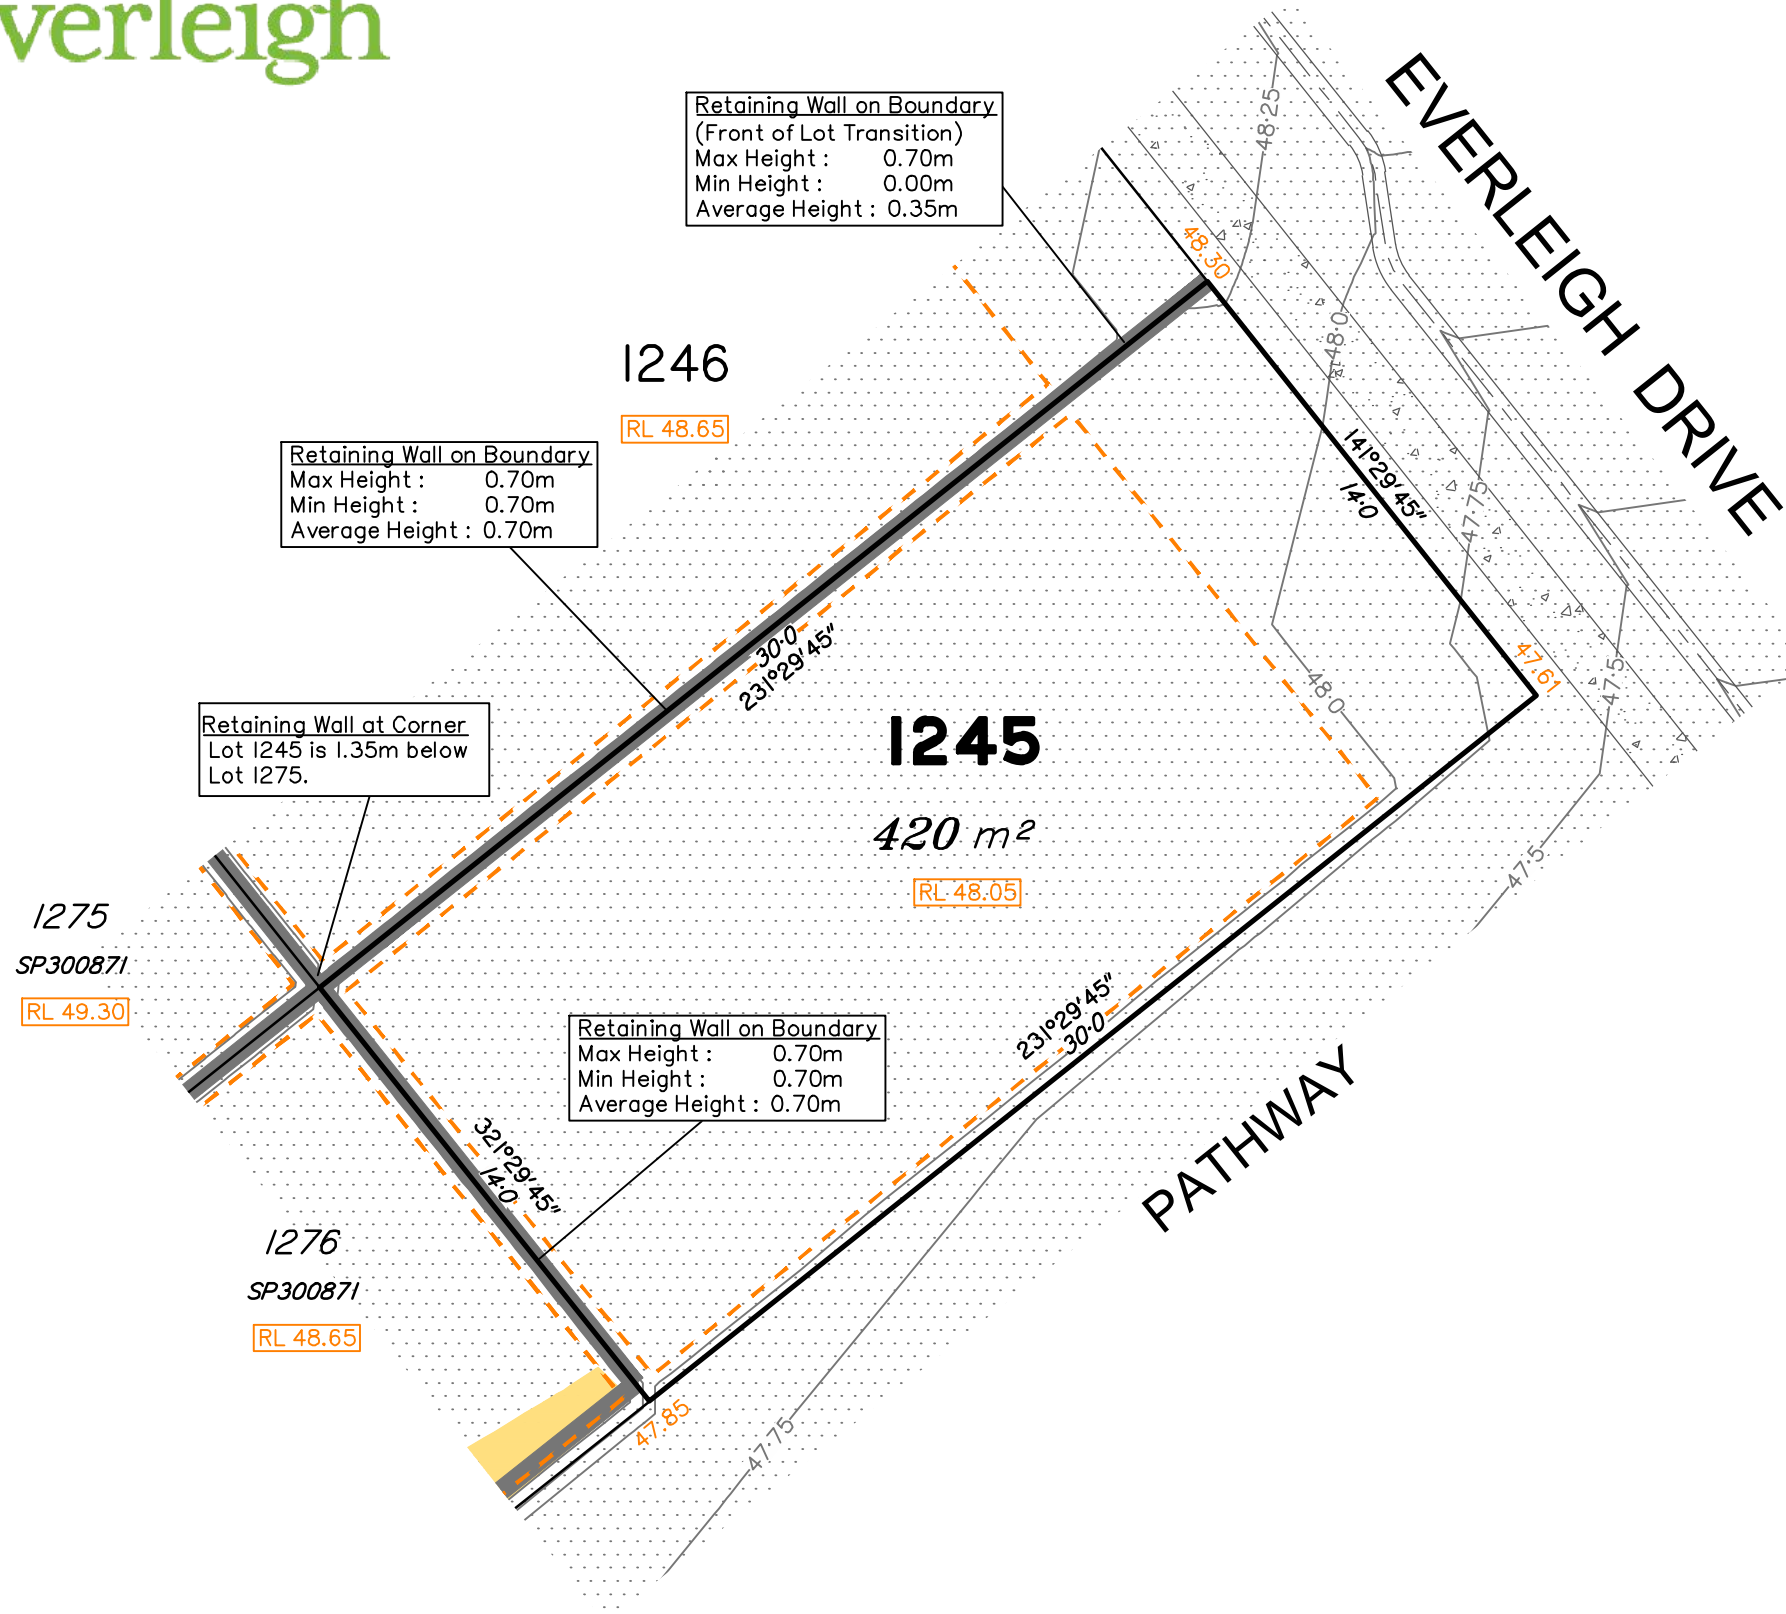 verleigh
EVERLEIGH DRIVE
Retaining Wall on Boundary
(Front of Lot Transition)
Max Height : 0.70m
Min Height : 0.00m
Average Height : 0.35m
48·25
48.30
48·0
1246
RL 48.65
141°29'45"
14·0
47·75
Retaining Wall on Boundary
Max Height : 0.70m
Min Height : 0.70m
Average Height : 0.70m
30·0
231°29'45"
47.61
47·5
48·0
Retaining Wall at Corner
Lot 1245 is 1.35m below
Lot 1275.
1245
420 m²
RL 48.05
47·5
1275
SP300871
RL 49.30
231°29'45"
30·0
Retaining Wall on Boundary
Max Height : 0.70m
Min Height : 0.70m
Average Height : 0.70m
PATHWAY
321°29'45"
14·0
1276
SP300871
RL 48.65
47.85
47·75